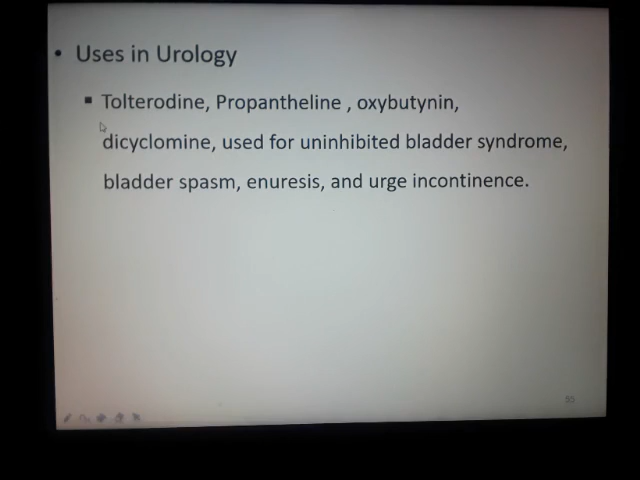 • Uses in Urology
▪ Tolterodine, Propantheline , oxybutynin,
dicyclomine, used for uninhibited bladder syndrome,
bladder spasm, enuresis, and urge incontinence.